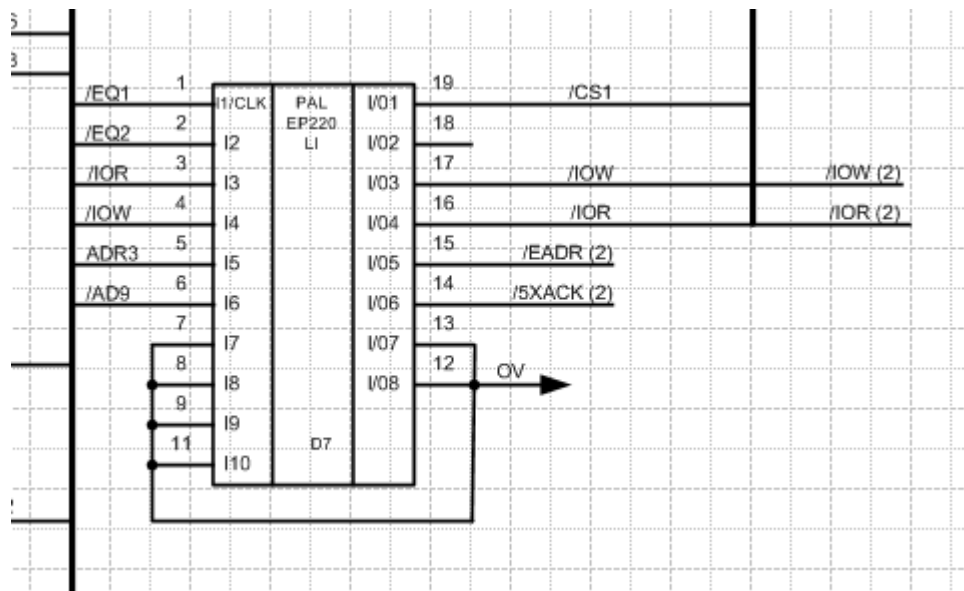 /EQ1 1 I1/CLK PAL I/01 19 /CS1
/EQ2 2 I2 EP220 I/02 18
LI
/IOR 3 I3 I/03 17 /IOW /IOW (2)
/IOW 4 I4 I/04 16 /IOR /IOR (2)
ADR3 5 I5 I/05 15 /EADR (2)
/AD9 6 I6 I/06 14 /5XACK (2)
7 I7 I/07 13
8 I8 I/08 12 OV
9 I9
11 I10 D7